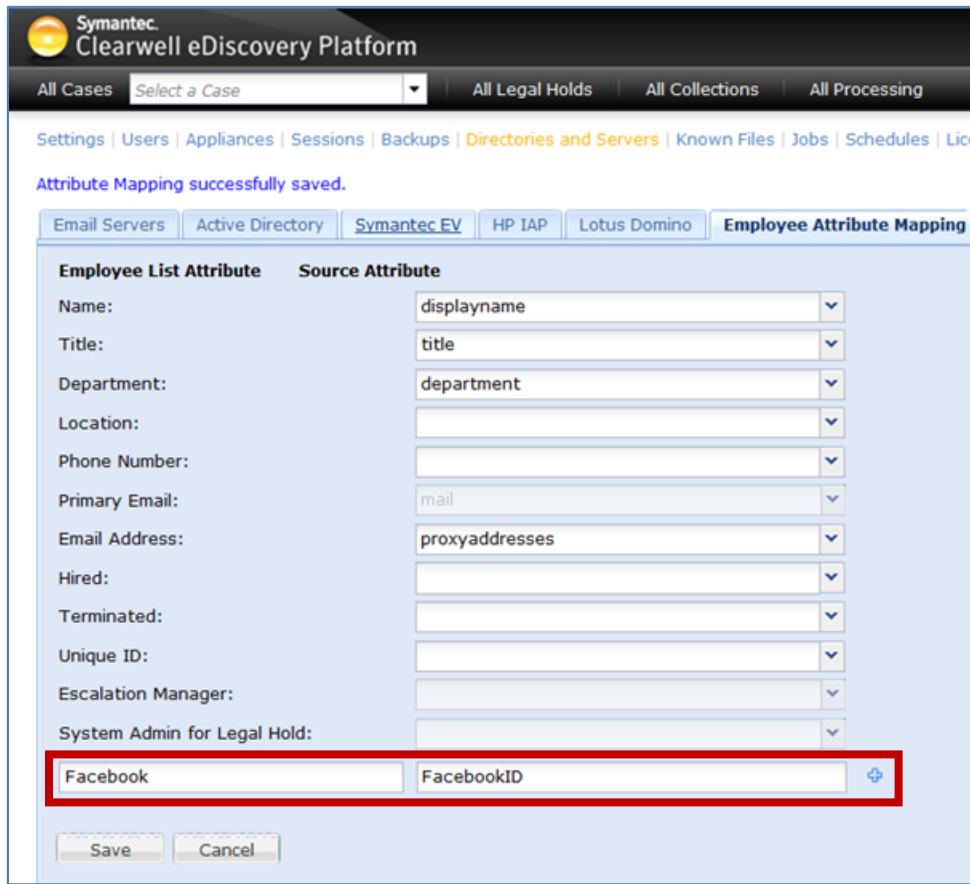 Symantec.
Clearwell eDiscovery Platform
All Cases Select a Case All Legal Holds All Collections All Processing
Settings | Users | Appliances | Sessions | Backups | Directories and Servers | Known Files | Jobs | Schedules | Lic
Attribute Mapping successfully saved.
Email Servers Active Directory Symantec EV HP IAP Lotus Domino Employee Attribute Mapping
Employee List Attribute Source Attribute
Name: displayname
Title: title
Department: department
Location:
Phone Number:
Primary Email: mail
Email Address: proxyaddresses
Hired:
Terminated:
Unique ID:
Escalation Manager:
System Admin for Legal Hold:
Facebook FacebookID
Save Cancel